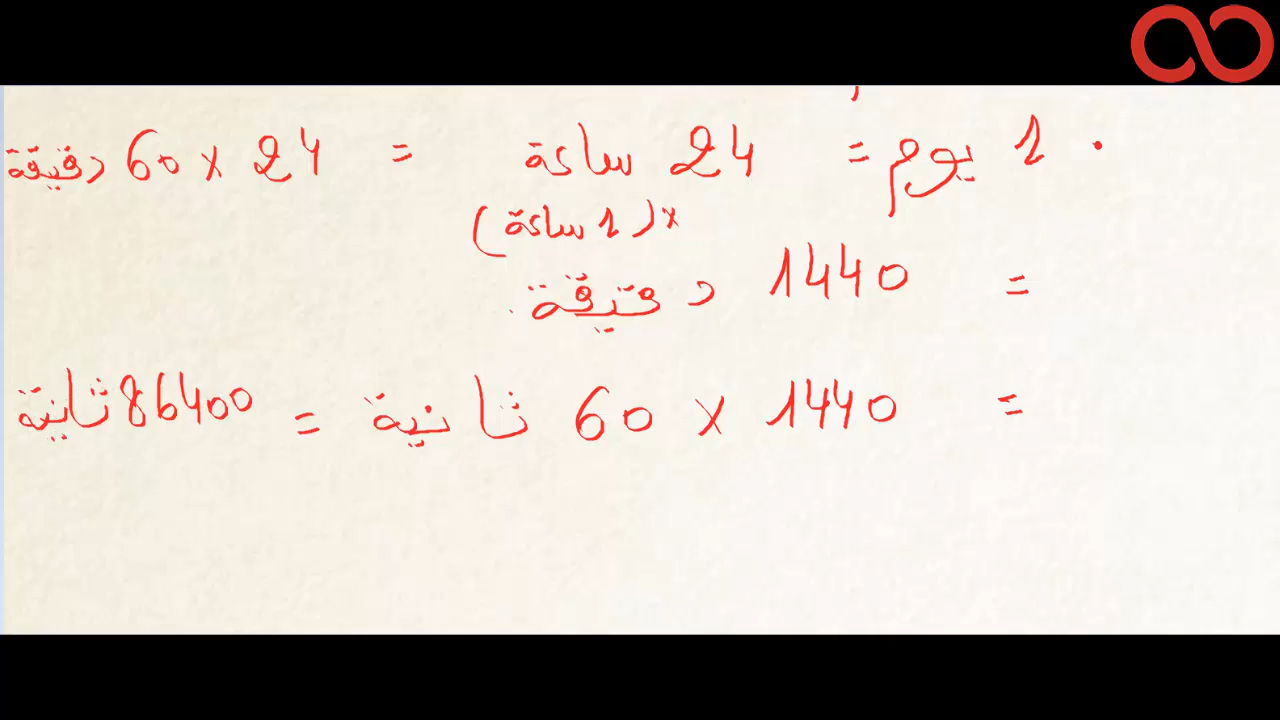 • 1 يوم = 24 ساعة = 24 × 60 دقيقة
×(1 ساعة)
= 1440 دقيقة
= 1440 × 60 ثانية = 86400 ثانية